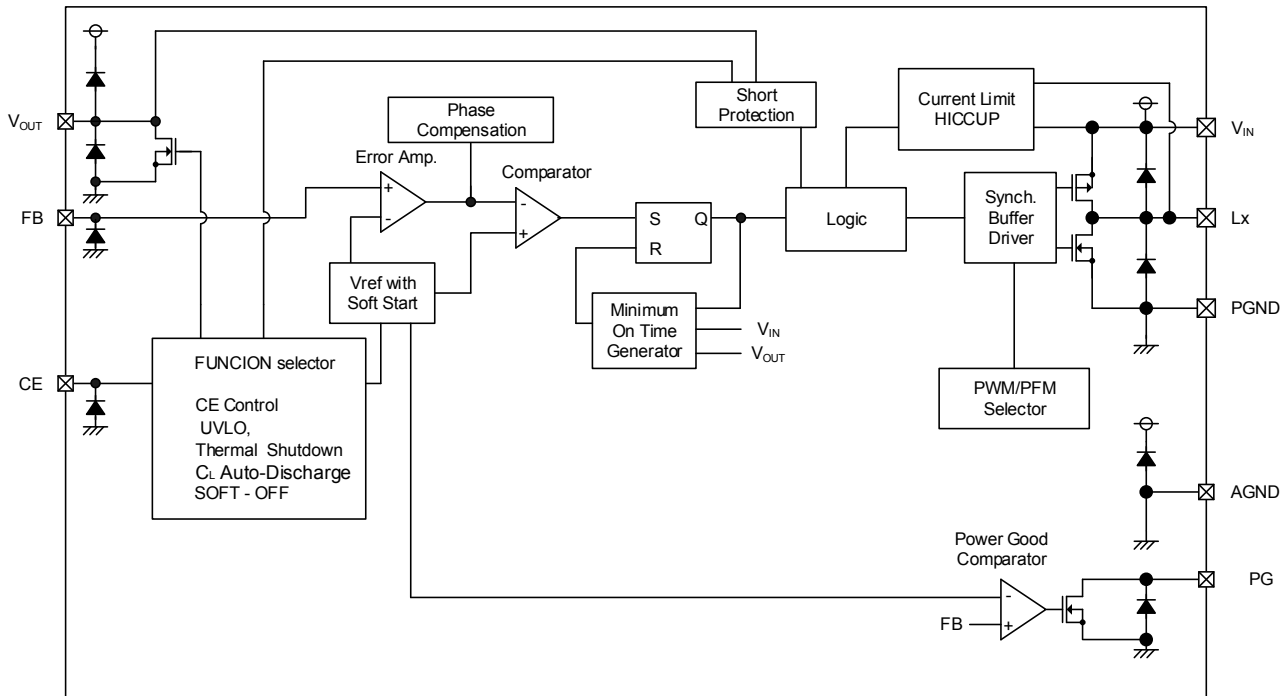 Short
Protection
Current Limit
HICCUP
Phase
Compensation
VOUT
VIN
Error Amp.
Comparator
+
-
-
+
S
Q
R
Logic
Synch.
Buffer
Driver
FB
Lx
Vref with
Soft Start
Minimum
On Time
Generator
VIN
VOUT
PGND
FUNCION selector
CE Control
UVLO,
Thermal Shutdown
CL Auto-Discharge
SOFT - OFF
CE
PWM/PFM
Selector
AGND
Power Good
Comparator
-
+
FB
PG